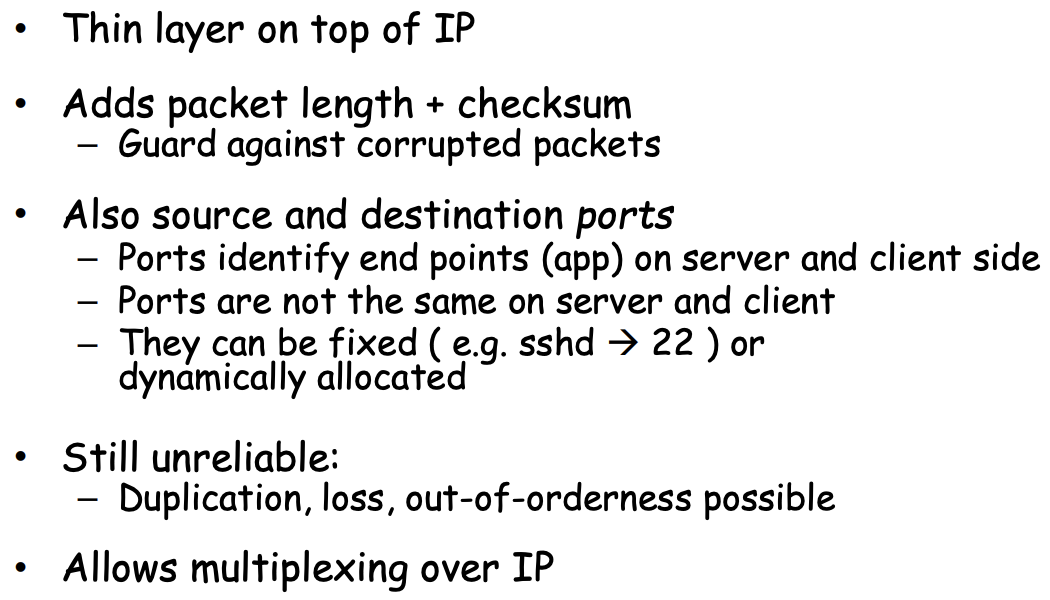 • Thin layer on top of IP
• Adds packet length + checksum
– Guard against corrupted packets
• Also source and destination ports
– Ports identify end points (app) on server and client side
– Ports are not the same on server and client
– They can be fixed ( e.g. sshd → 22 ) or
dynamically allocated
• Still unreliable:
– Duplication, loss, out-of-orderness possible
• Allows multiplexing over IP